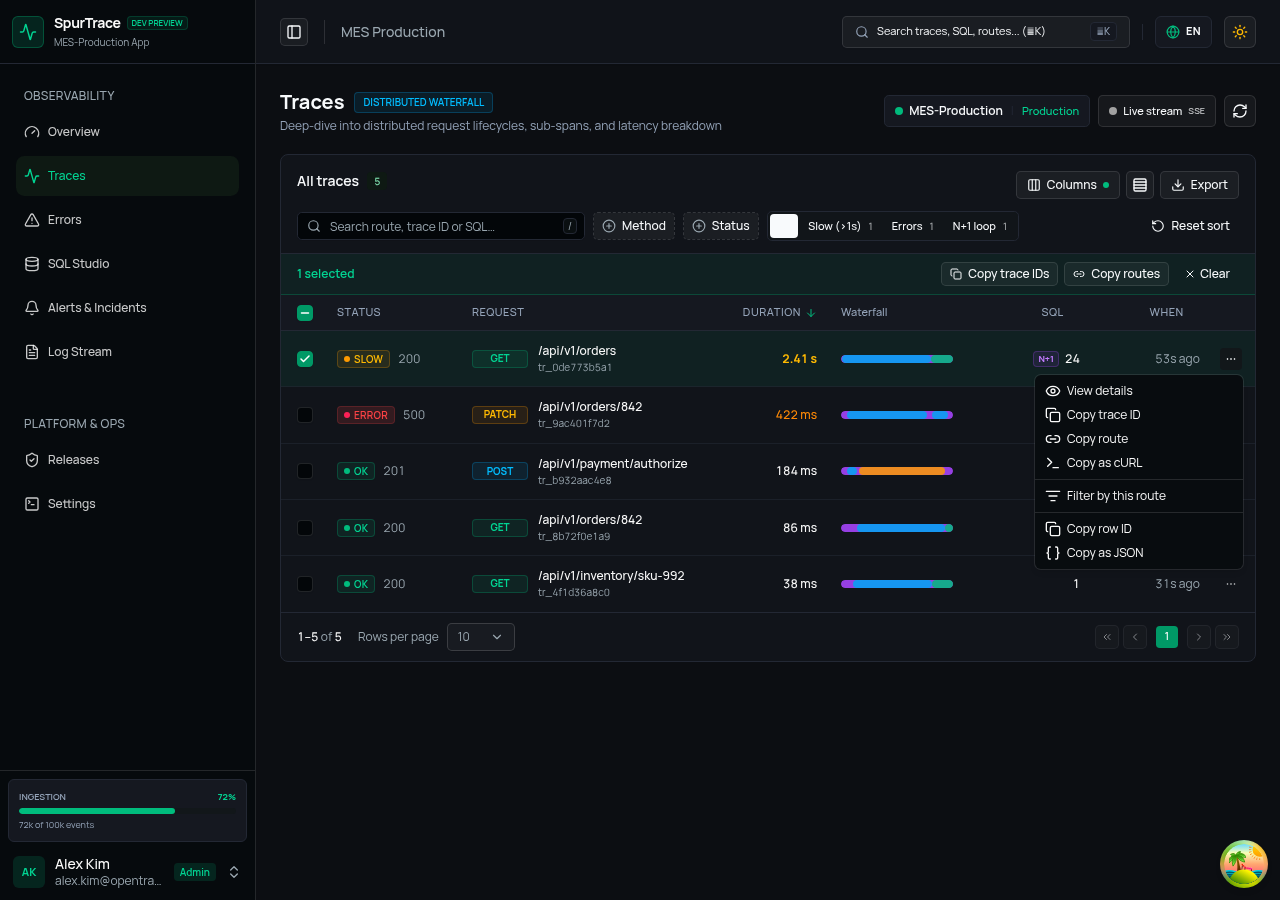 SpurTrace DEV PREVIEW
MES-Production App
MES Production
Search traces, SQL, routes... (⌘K) ⌘K
EN
OBSERVABILITY
Overview
Traces
Errors
SQL Studio
Alerts & Incidents
Log Stream
PLATFORM & OPS
Releases
Settings
INGESTION 72%
72k of 100k events
AK
Alex Kim
alex.kim@opentra...
Admin
Traces DISTRIBUTED WATERFALL
Deep-dive into distributed request lifecycles, sub-spans, and latency breakdown
MES-Production Production
Live stream SSE
All traces 5
Columns
Export
Search route, trace ID or SQL... /
Method
Status
Slow (>1s) 1
Errors 1
N+1 loop 1
Reset sort
1 selected
Copy trace IDs
Copy routes
Clear
STATUS REQUEST DURATION Waterfall SQL WHEN
SLOW 200 GET /api/v1/orders 2.41 s N+1 24 53s ago
tr_0de773b5a1
ERROR 500 PATCH /api/v1/orders/842 422 ms
tr_9ac401f7d2
OK 201 POST /api/v1/payment/authorize 184 ms
tr_b932aac4e8
OK 200 GET /api/v1/orders/842 86 ms
tr_8b72f0e1a9
OK 200 GET /api/v1/inventory/sku-992 38 ms 1 31s ago
tr_4f1d36a8c0
View details
Copy trace ID
Copy route
Copy as cURL
Filter by this route
Copy row ID
Copy as JSON
1–5 of 5 Rows per page 10
« ‹ 1 › »